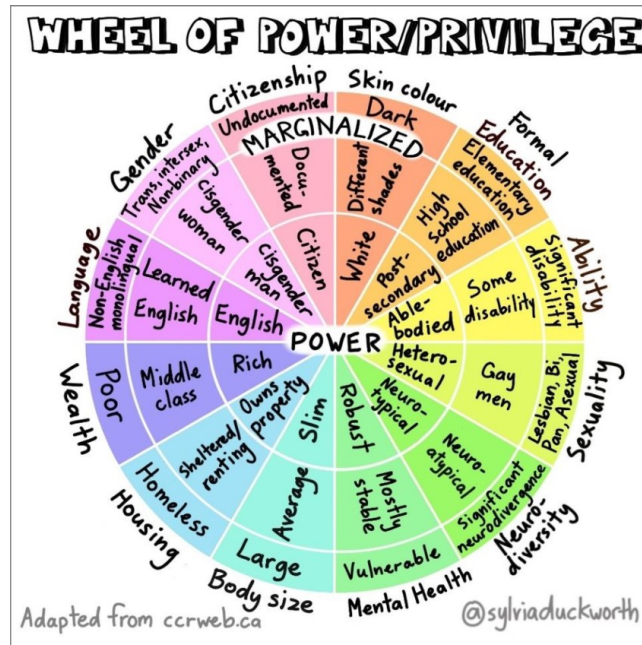 WHEEL OF POWER/PRIVILEGE
Citizenship
Undocumented
Docu-
mented
Citizen
Skin colour
Dark
Different
shades
White
Formal
Education
Elementary
education
High
School
education
Post-
secondary
Ability
Significant
disability
Some
disability
Able-
bodied
Sexuality
Lesbian, Bi,
Pan, Asexual
Gay
men
Hetero-
sexual
Neuro-
diversity
Significant
neurodivergence
Neuro-
atypical
Neuro-
typical
Mental Health
Vulnerable
Mostly
stable
Robust
Body size
Large
Average
Slim
Housing
Homeless
Sheltered/
renting
Owns
property
Wealth
Poor
Middle
class
Rich
Language
Non-English
monolingual
Learned
English
English
Gender
Trans, intersex,
Non-binary
Cisgender
woman
Cisgender
man
MARGINALIZED
POWER
Adapted from ccrweb.ca
@sylviaduckworth